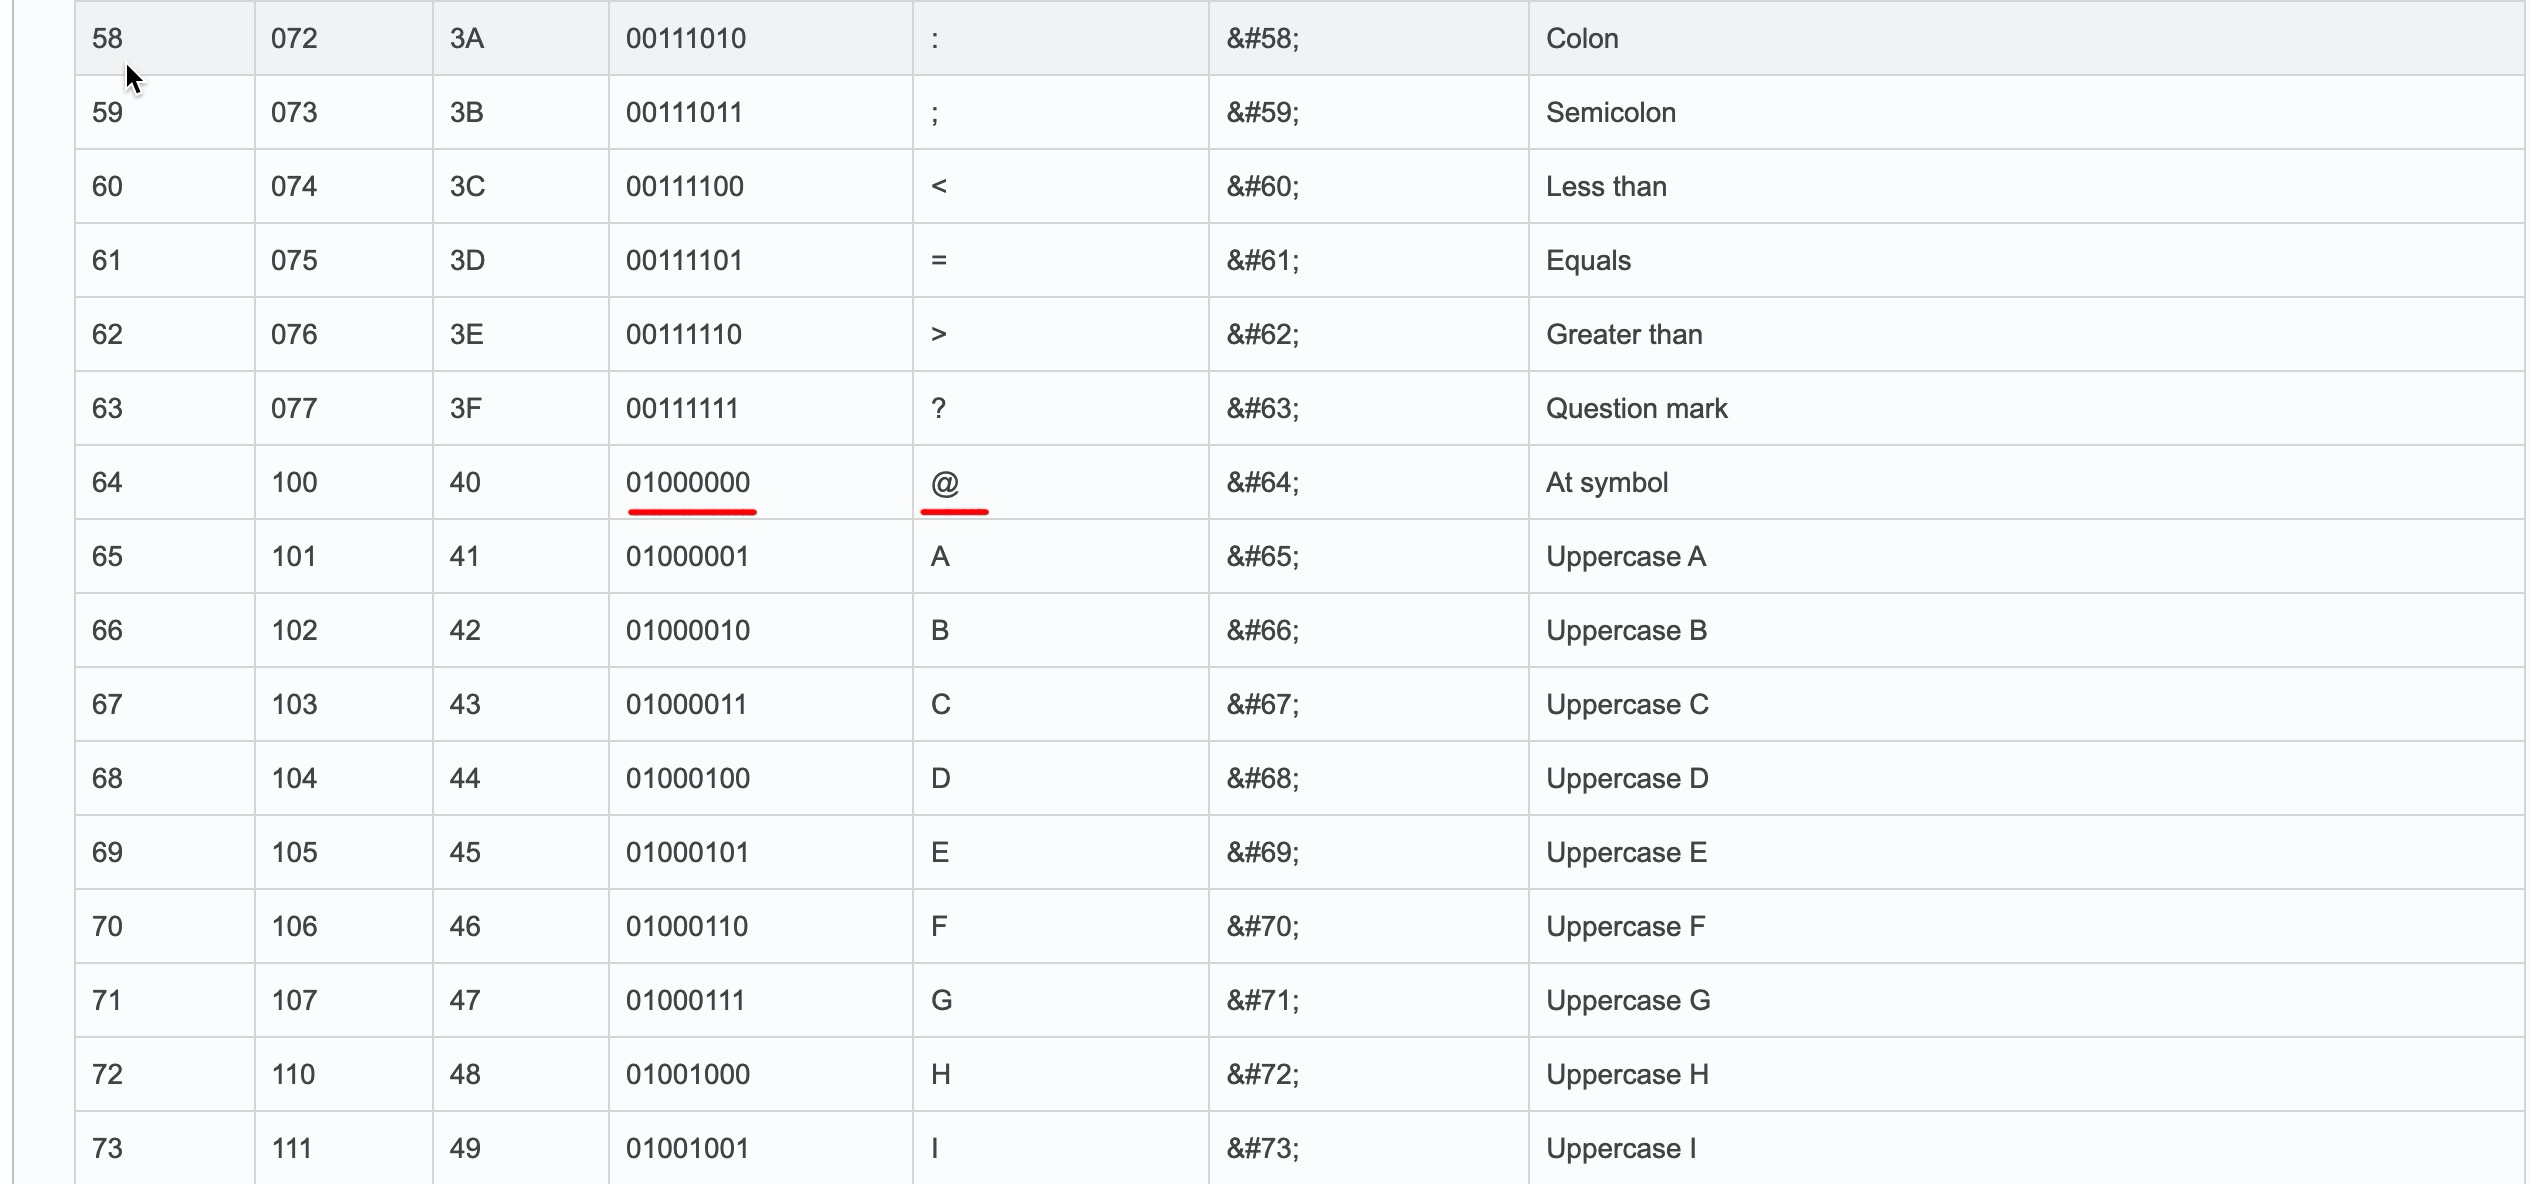 58 072 3A 00111010 : &#58; Colon
59 073 3B 00111011 ; &#59; Semicolon
60 074 3C 00111100 < &#60; Less than
61 075 3D 00111101 = &#61; Equals
62 076 3E 00111110 > &#62; Greater than
63 077 3F 00111111 ? &#63; Question mark
64 100 40 01000000 @ &#64; At symbol
65 101 41 01000001 A &#65; Uppercase A
66 102 42 01000010 B &#66; Uppercase B
67 103 43 01000011 C &#67; Uppercase C
68 104 44 01000100 D &#68; Uppercase D
69 105 45 01000101 E &#69; Uppercase E
70 106 46 01000110 F &#70; Uppercase F
71 107 47 01000111 G &#71; Uppercase G
72 110 48 01001000 H &#72; Uppercase H
73 111 49 01001001 I &#73; Uppercase I